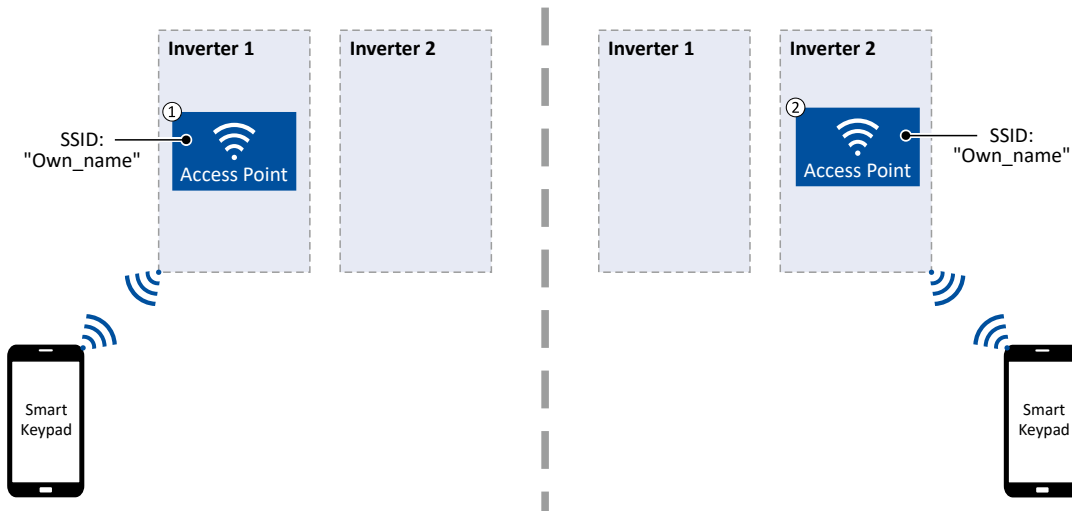 Inverter 1
Inverter 2
1
SSID:
"Own_name"
Access Point
Smart
Keypad
Inverter 1
Inverter 2
2
SSID:
"Own_name"
Access Point
Smart
Keypad